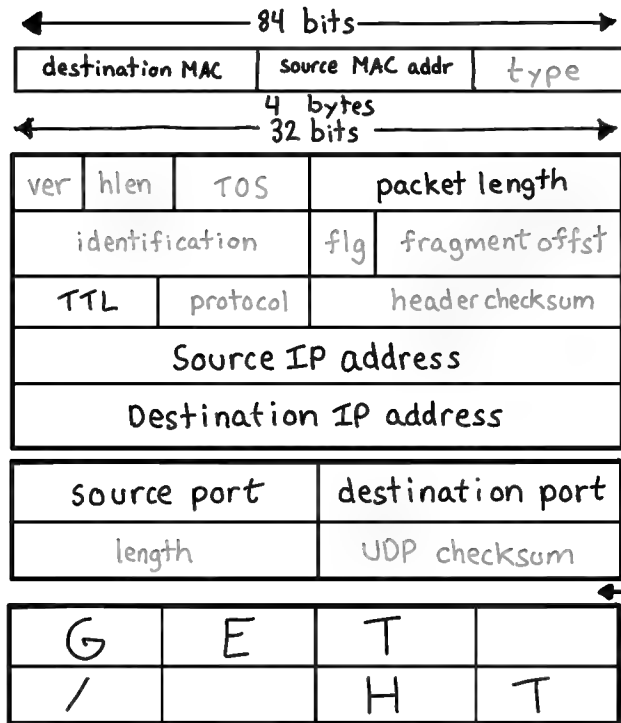 84 bits
destination MAC source MAC addr type
4 bytes
32 bits
ver hlen TOS packet length
identification flg fragment offst
TTL protocol header checksum
Source IP address
Destination IP address
source port destination port
length UDP checksum
G E T
/ H T